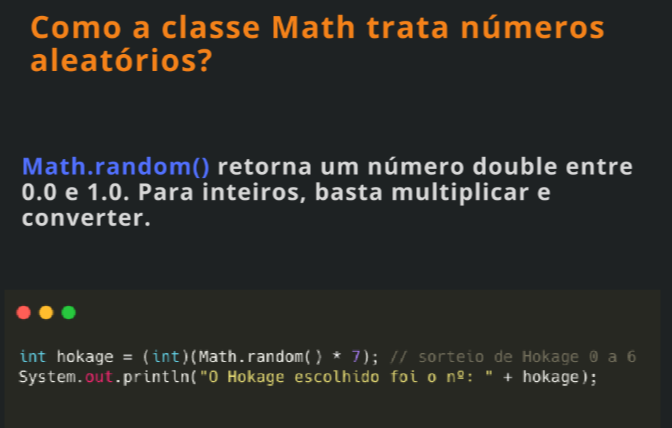 Como a classe Math trata números
aleatórios?
Math.random() retorna um número double entre
0.0 e 1.0. Para inteiros, basta multiplicar e
converter.
int hokage = (int)(Math.random() * 7); // sorteio de Hokage 0 a 6
System.out.println("O Hokage escolhido foi o nº: " + hokage);